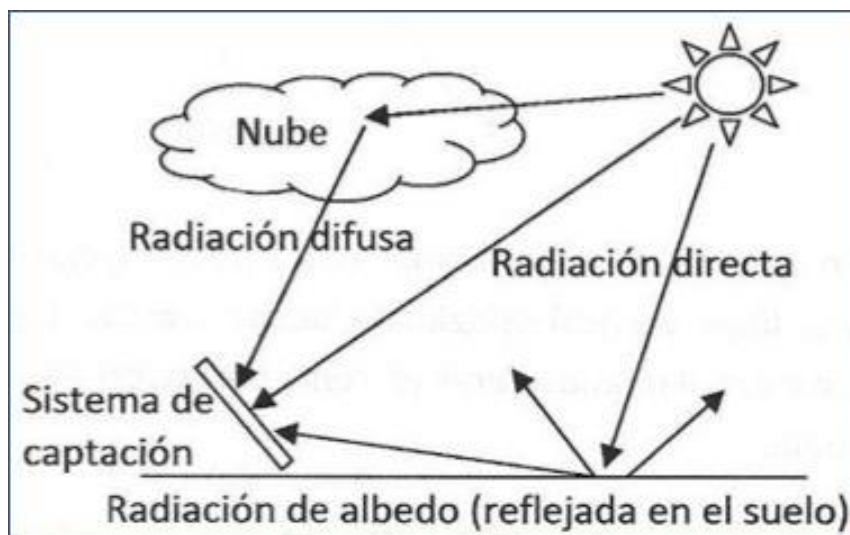 Nube
Radiación difusa
Radiación directa
Sistema de
captación
Radiación de albedo (reflejada en el suelo)